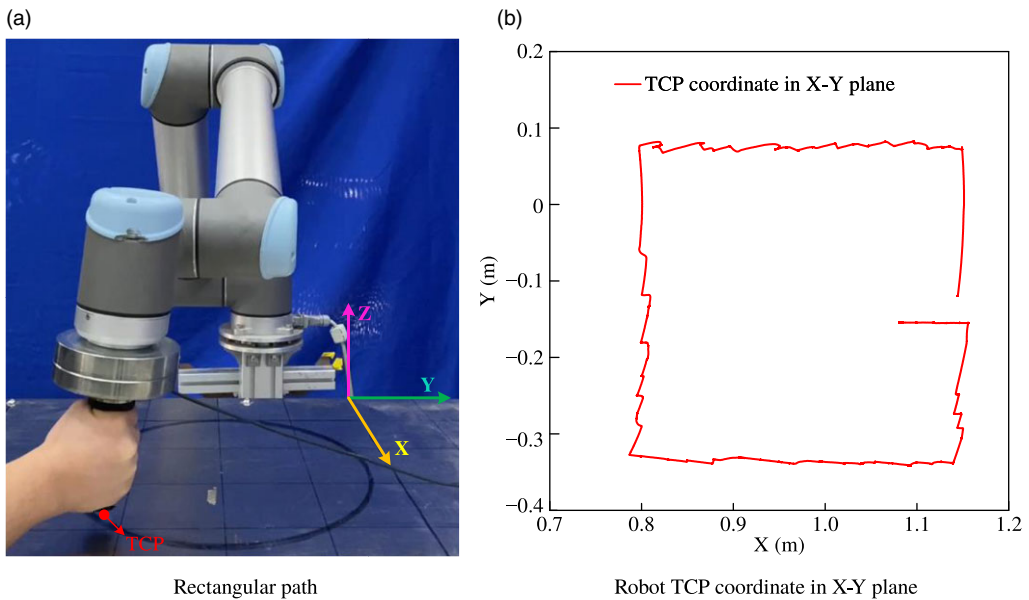 (a)
Z
Y
X
TCP
Rectangular path
(b)
TCP coordinate in X-Y plane
0.2
0.1
0
−0.1
−0.2
−0.3
−0.4
Y (m)
0.7 0.8 0.9 1.0 1.1 1.2
X (m)
Robot TCP coordinate in X-Y plane